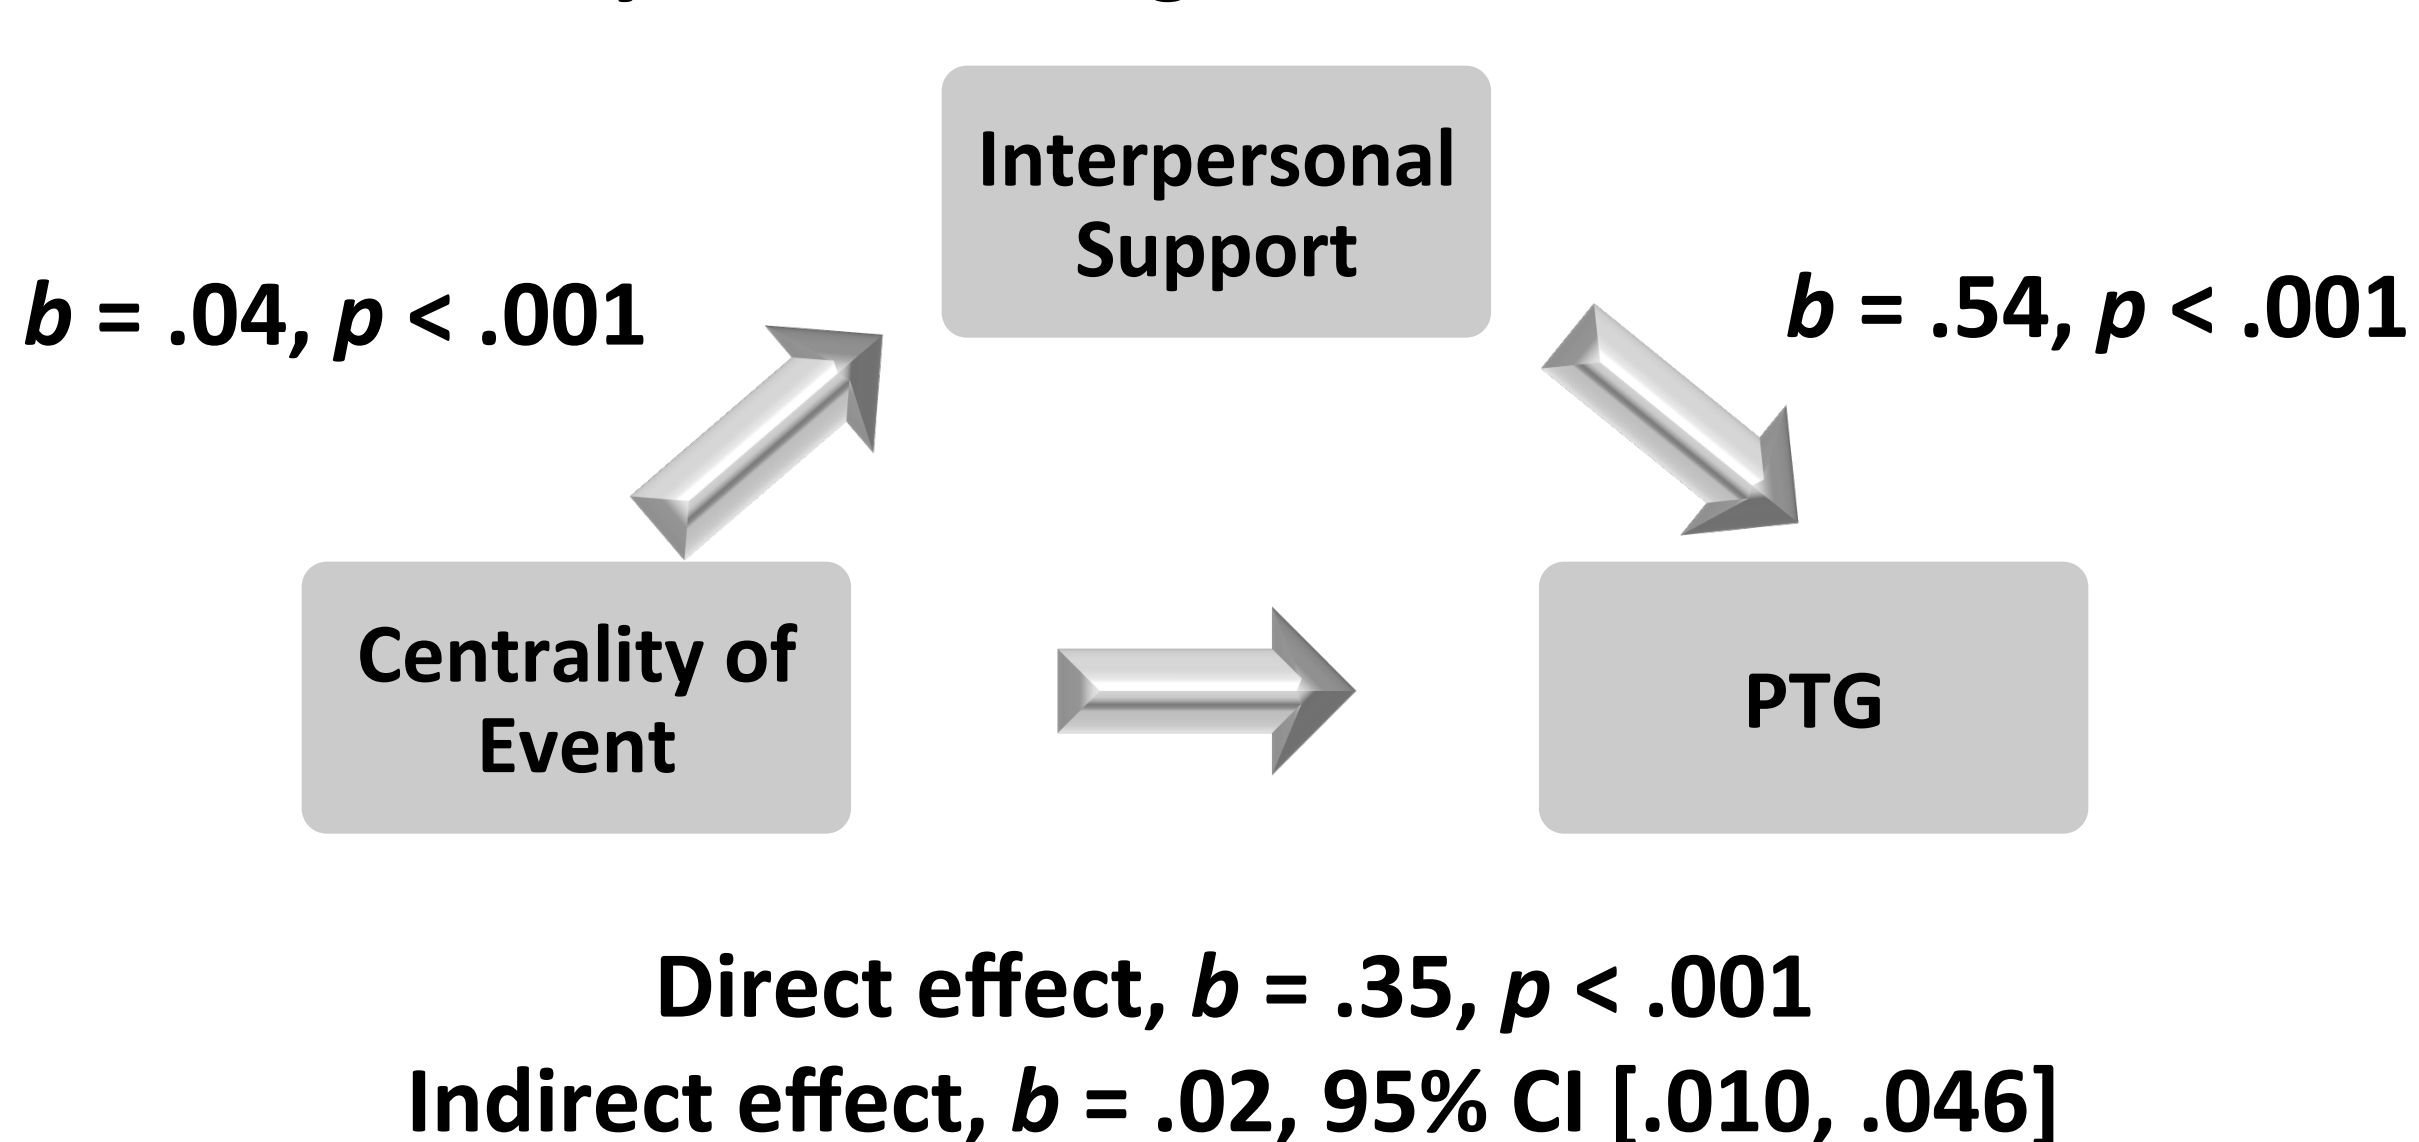 Interpersonal
Support
b = .04, p < .001
b = .54, p < .001
Centrality of
Event
PTG
Direct effect, b = .35, p < .001
Indirect effect, b = .02, 95% CI [.010, .046]